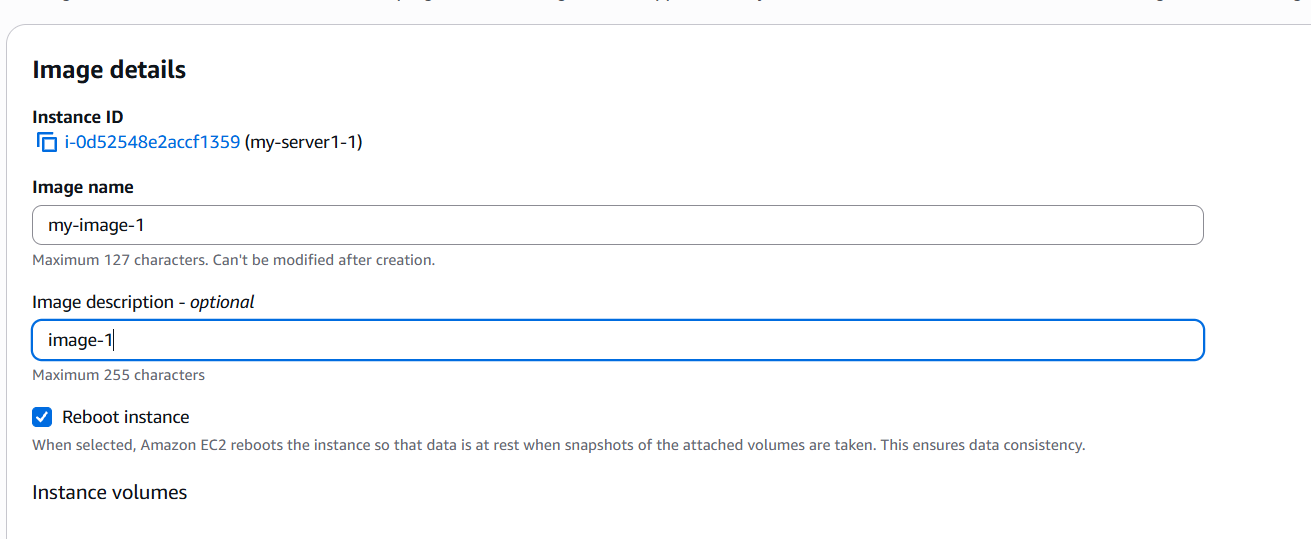 Image details
Instance ID
i-0d52548e2accf1359 (my-server1-1)
Image name
my-image-1
Maximum 127 characters. Can't be modified after creation.
Image description - optional
image-1
Maximum 255 characters
Reboot instance
When selected, Amazon EC2 reboots the instance so that data is at rest when snapshots of the attached volumes are taken. This ensures data consistency.
Instance volumes